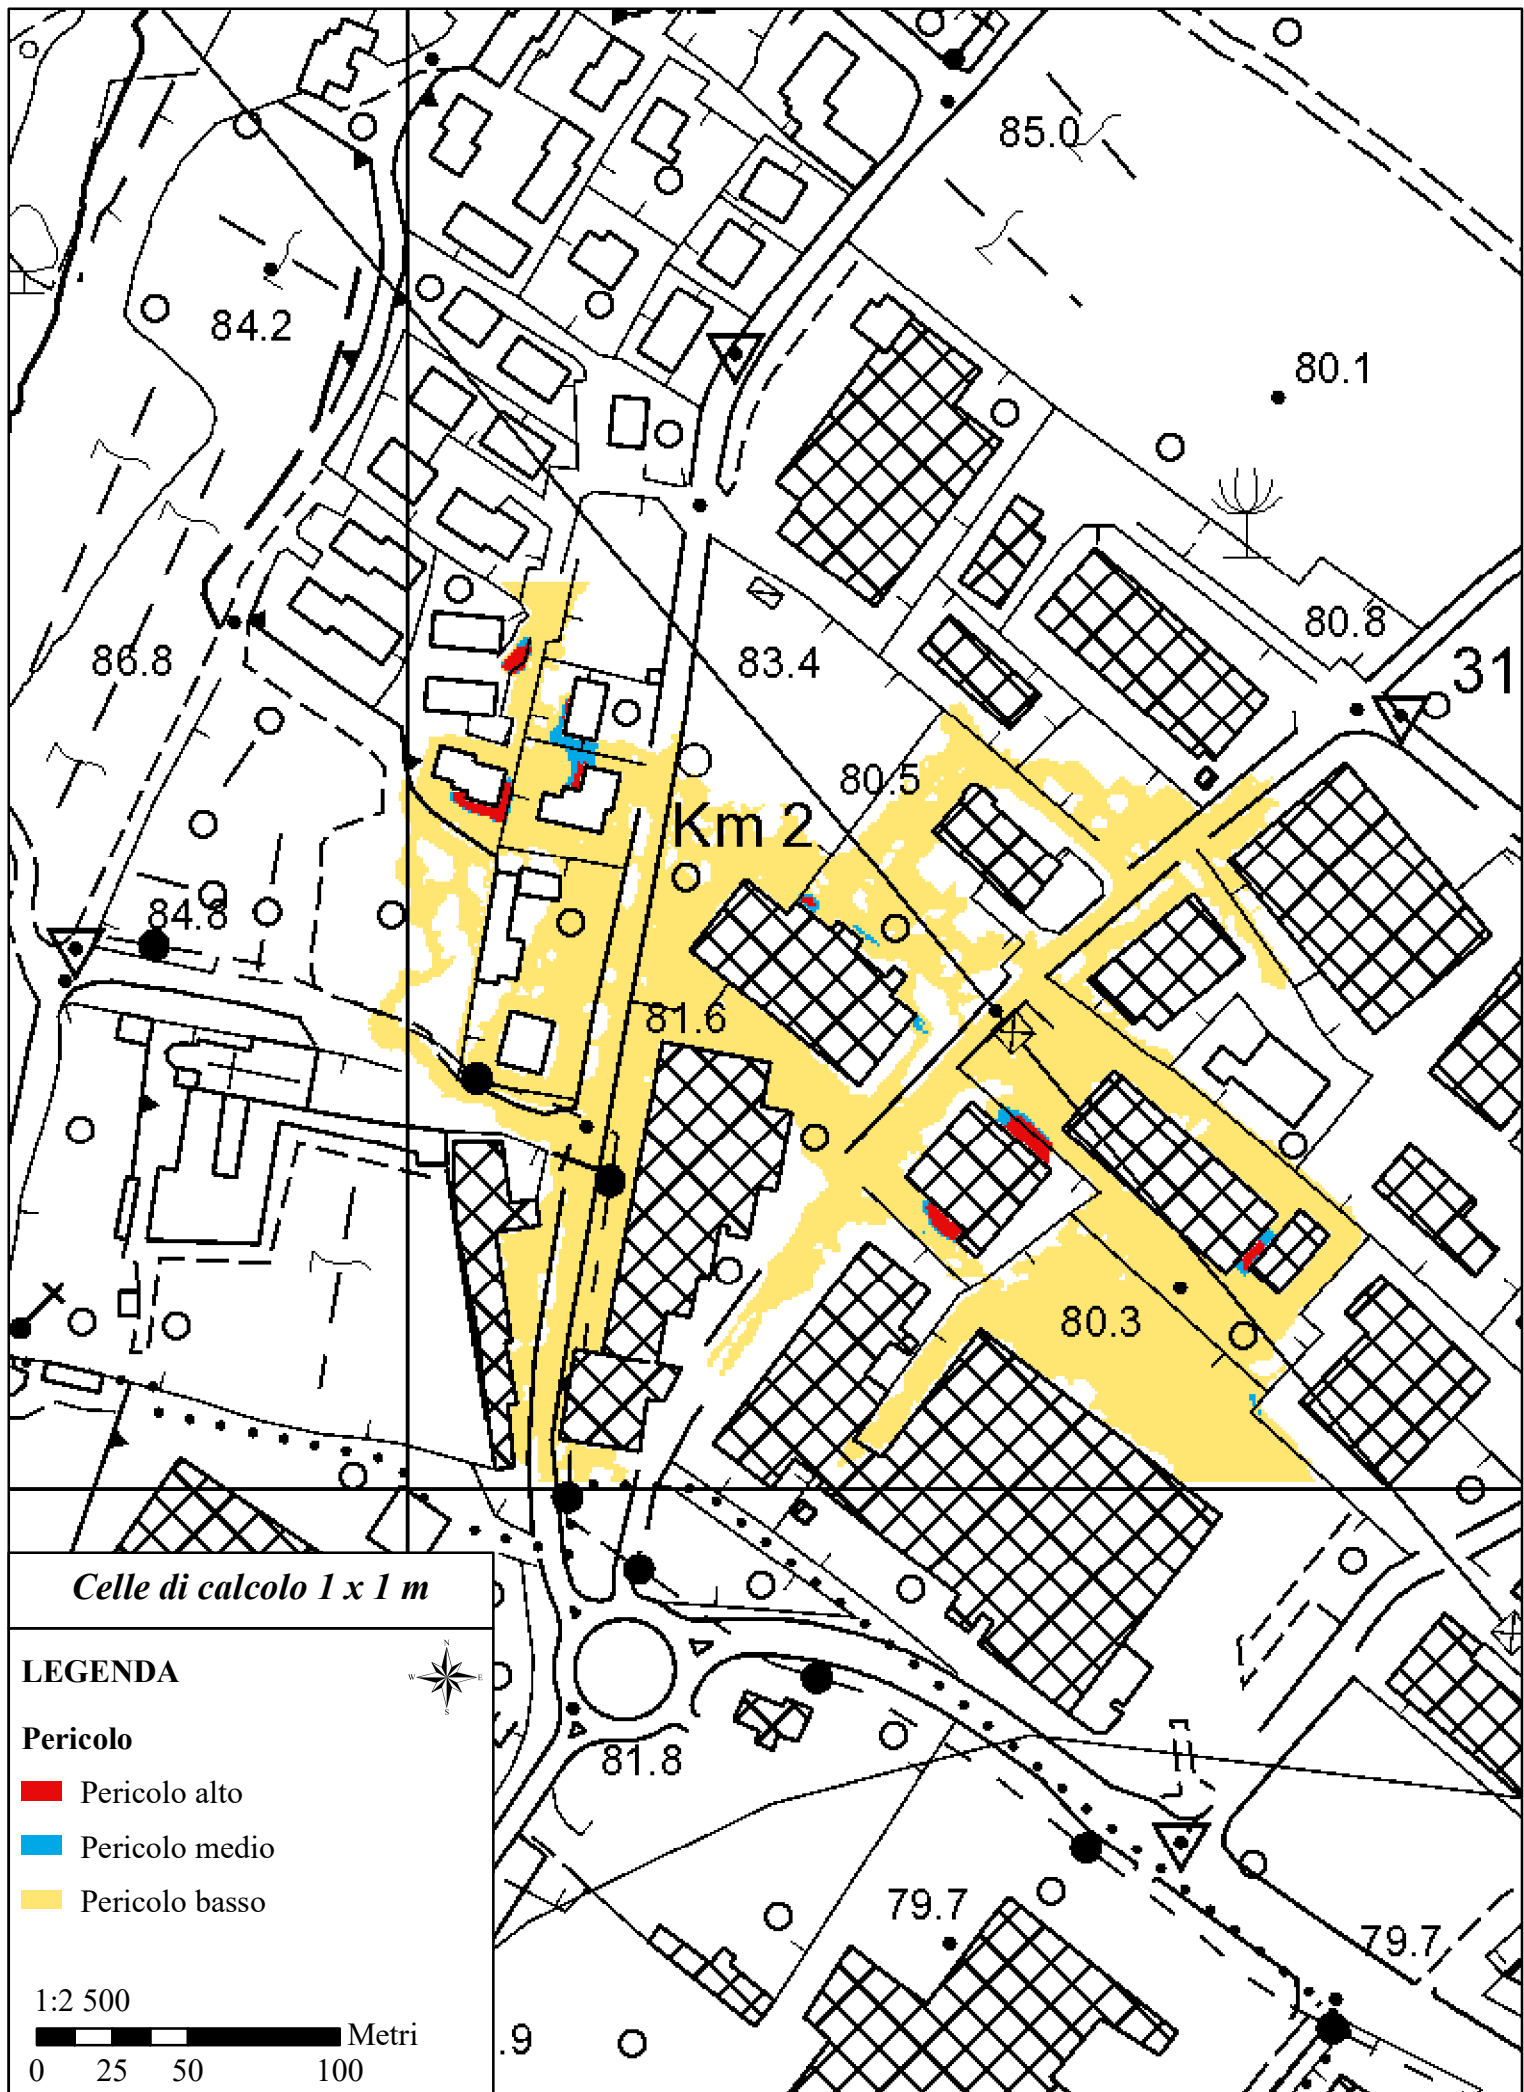 85.0
84.2
80.1
80.8
86.8
83.4
31
80.5
Km 2
84.8
81.6
80.3
Celle di calcolo 1 x 1 m
LEGENDA
N
W E
S
Pericolo
Pericolo alto
Pericolo medio
Pericolo basso
81.8
79.7
79.7
1:2 500
Metri
0 25 50 100
.9